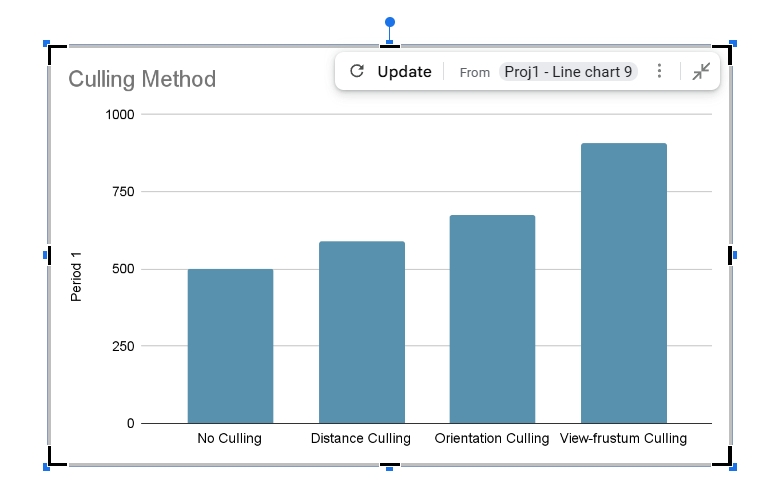 Culling Method
Update From Proj1 - Line chart 9
1000
750
500
250
0
Period 1
No Culling Distance Culling Orientation Culling View-frustum Culling